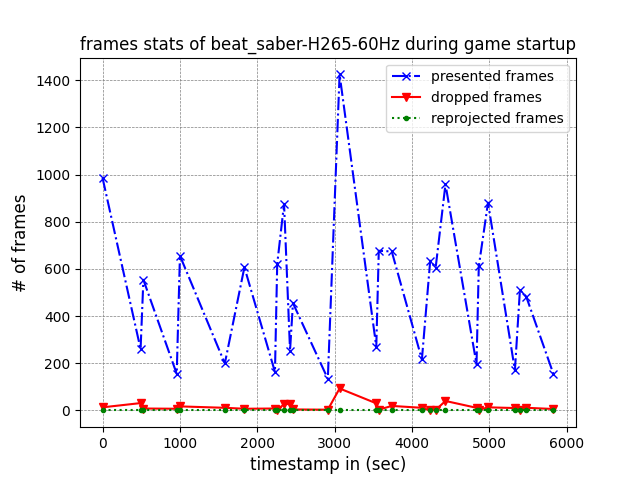 frames stats of beat_saber-H265-60Hz during game startup
presented frames
dropped frames
reprojected frames
# of frames
1400
1200
1000
800
600
400
200
0
0 1000 2000 3000 4000 5000 6000
timestamp in (sec)